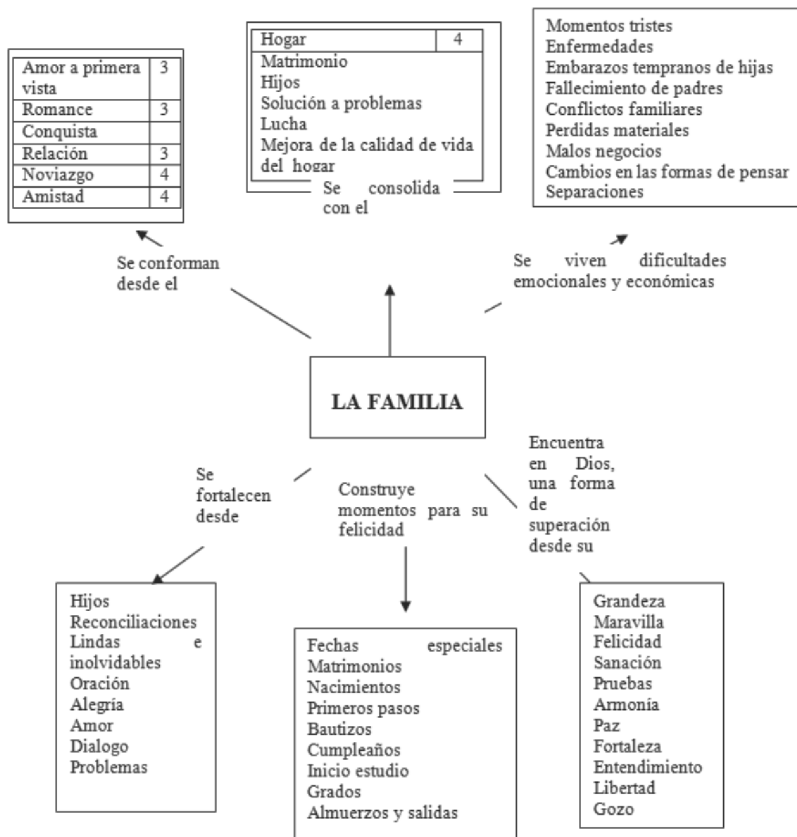 Amor a primera 3
vista
Romance 3
Conquista
Relación 3
Noviazgo 4
Amistad 4
Hogar 4
Matrimonio
Hijos
Solución a problemas
Lucha
Mejora de la calidad de vida
del hogar
Se consolida
con el
Momentos tristes
Enfermedades
Embarazos tempranos de hijas
Fallecimiento de padres
Conflictos familiares
Perdidas materiales
Malos negocios
Cambios en las formas de pensar
Separaciones
Se conforman
desde el
Se viven dificultades
emocionales y económicas
LA FAMILIA
Se
fortalecen
desde
Construye
momentos para su
felicidad
Encuentra
en Dios,
una forma
de
superación
desde su
Hijos
Reconciliaciones
Lindas e
inolvidables
Oración
Alegría
Amor
Dialogo
Problemas
Fechas especiales
Matrimonios
Nacimientos
Primeros pasos
Bautizos
Cumpleaños
Inicio estudio
Grados
Almuerzos y salidas
Grandeza
Maravilla
Felicidad
Sanación
Pruebas
Armonía
Paz
Fortaleza
Entendimiento
Libertad
Gozo